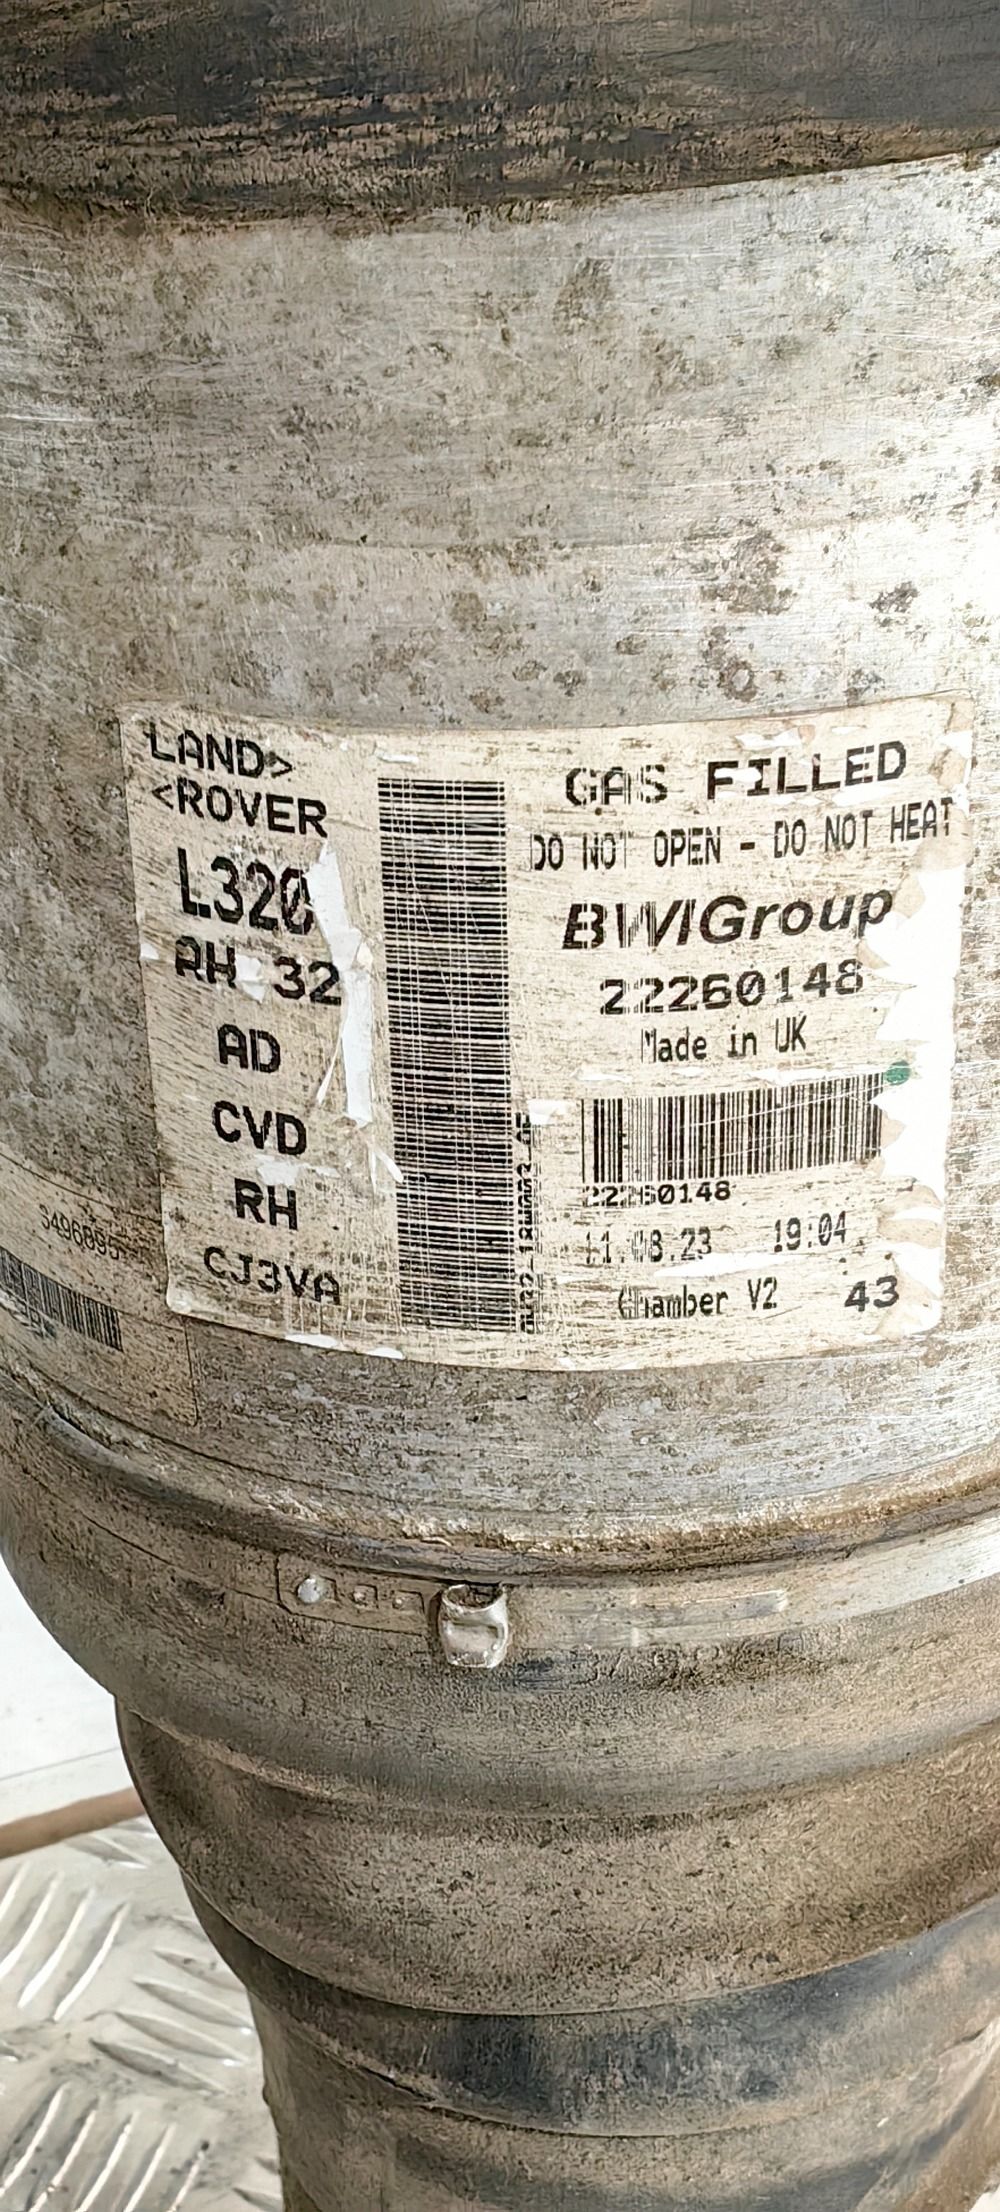 LAND>
<ROVER
L320
RH 32
AD
CVD
RH
CJ3VA
GAS FILLED
DO NOT OPEN - DO NOT HEAT
BWIGroup
22260148
Made in UK
22260148
11.08.23 19:04
Chamber V2 43